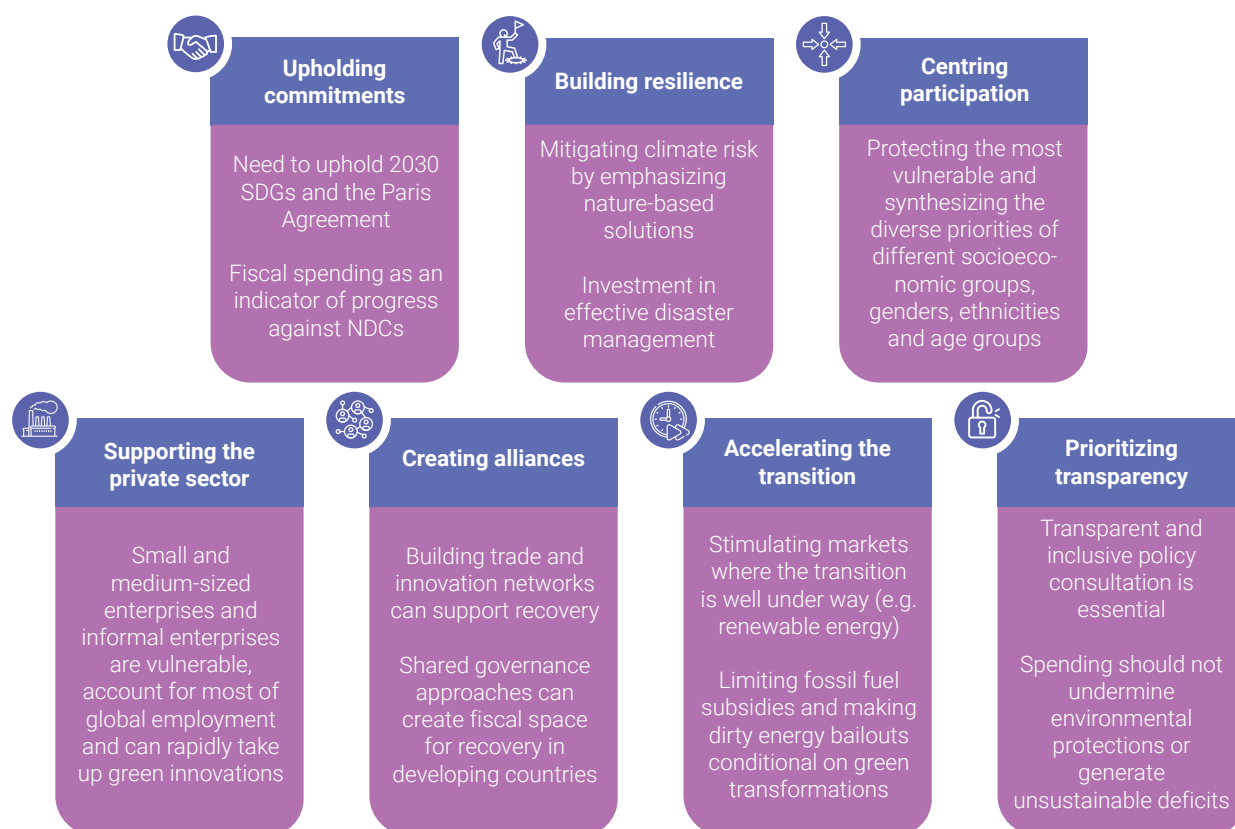 Upholding
commitments
Need to uphold 2030
SDGs and the Paris
Agreement
Fiscal spending as an
indicator of progress
against NDCs
Building resilience
Mitigating climate risk
by emphasizing
nature-based
solutions
Investment in
effective disaster
management
Centring
participation
Protecting the most
vulnerable and
synthesizing the
diverse priorities of
different socioeco-
nomic groups,
genders, ethnicities
and age groups
Supporting the
private sector
Small and
medium-sized
enterprises and
informal enterprises
are vulnerable,
account for most of
global employment
and can rapidly take
up green innovations
Creating alliances
Building trade and
innovation networks
can support recovery
Shared governance
approaches can
create fiscal space
for recovery in
developing countries
Accelerating the
transition
Stimulating markets
where the transition
is well under way (e.g.
renewable energy)
Limiting fossil fuel
subsidies and making
dirty energy bailouts
conditional on green
transformations
Prioritizing
transparency
Transparent and
inclusive policy
consultation is
essential
Spending should not
undermine
environmental
protections or
generate
unsustainable deficits